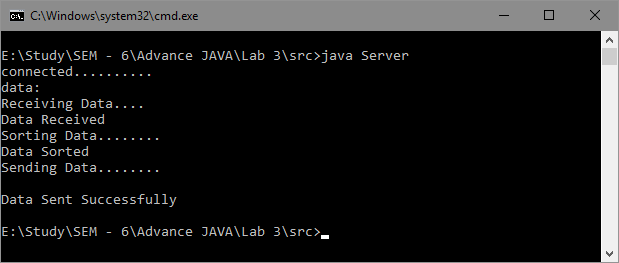 C:\Windows\system32\cmd.exe
E:\Study\SEM - 6\Advance JAVA\Lab 3\src>java Server
connected..........
data:
Receiving Data....
Data Received
Sorting Data........
Data Sorted
Sending Data........
Data Sent Successfully
E:\Study\SEM - 6\Advance JAVA\Lab 3\src>